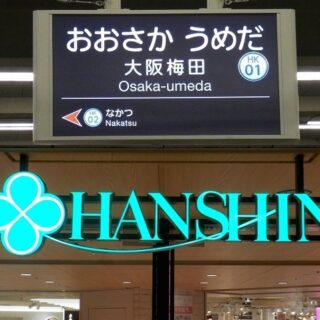 おおさか うめだ
大阪梅田
Osaka-umeda
HK
01
HK
02
なかつ
Nakatsu
HANSHIN